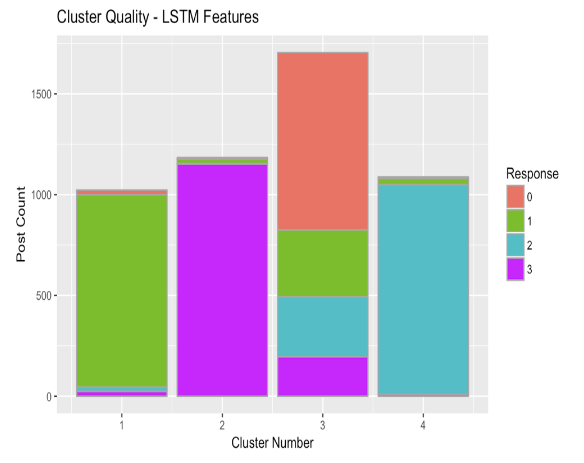 Cluster Quality - LSTM Features
Post Count
1500
1000
500
0
1 2 3 4
Cluster Number
Response
0
1
2
3